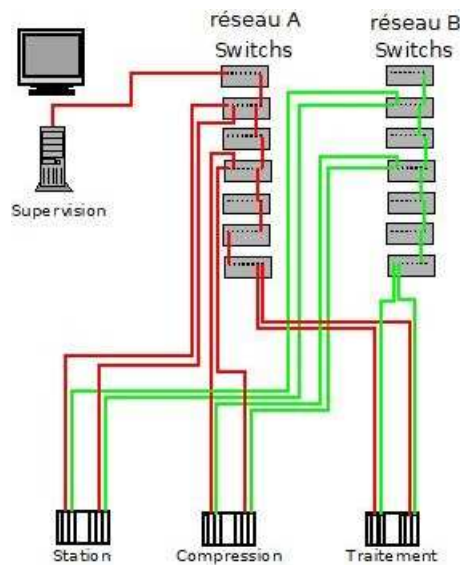 réseau A
Switchs
réseau B
Switchs
Supervision
Station
Compression
Traitement